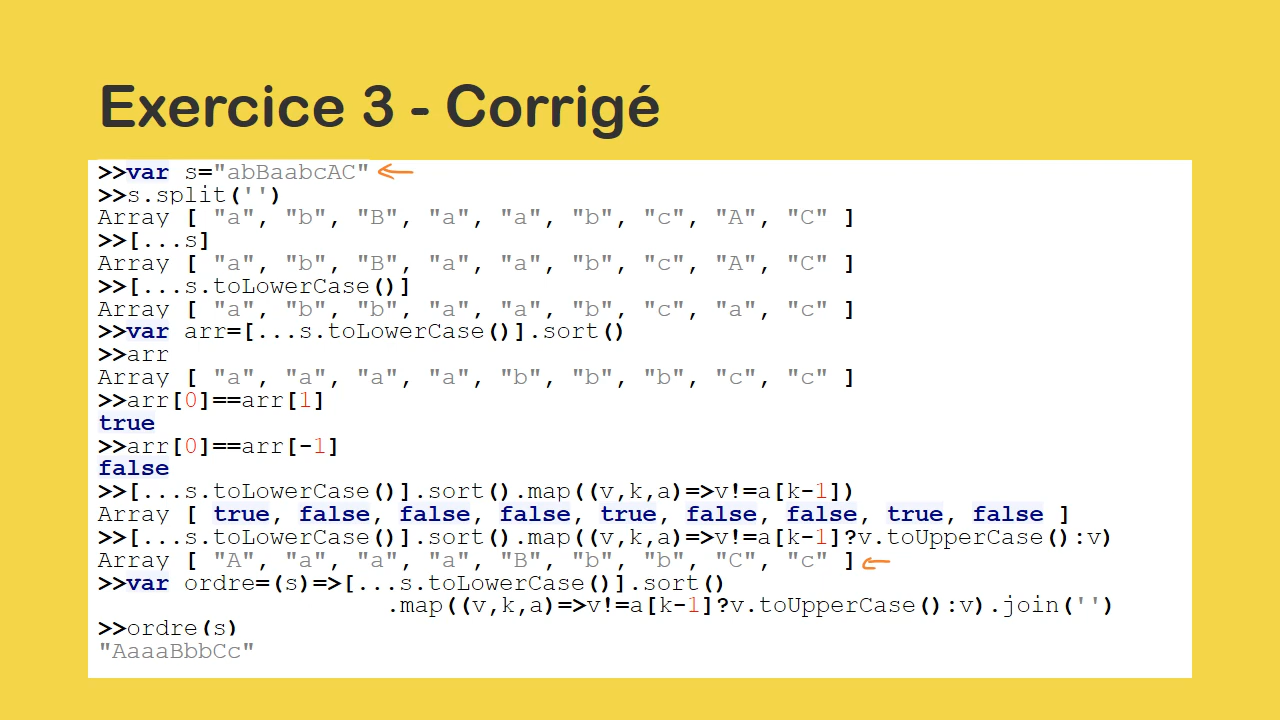 Exercice 3 - Corrigé
>>var s="abBaabcAC"
>>s.split('')
Array [ "a", "b", "B", "a", "a", "b", "c", "A", "C" ]
>>[...s]
Array [ "a", "b", "B", "a", "a", "b", "c", "A", "C" ]
>>[...s.toLowerCase()]
Array [ "a", "b", "b", "a", "a", "b", "c", "a", "c" ]
>>var arr=[...s.toLowerCase()].sort()
>>arr
Array [ "a", "a", "a", "a", "b", "b", "b", "c", "c" ]
>>arr[0]==arr[1]
true
>>arr[0]==arr[-1]
false
>>[...s.toLowerCase()].sort().map((v,k,a)=>v!=a[k-1])
Array [ true, false, false, false, true, false, false, true, false ]
>>[...s.toLowerCase()].sort().map((v,k,a)=>v!=a[k-1]?v.toUpperCase():v)
Array [ "A", "a", "a", "a", "B", "b", "b", "C", "c" ]
>>var ordre=(s)=>[...s.toLowerCase()].sort()
.map((v,k,a)=>v!=a[k-1]?v.toUpperCase():v).join('')
>>ordre(s)
"AaaaBbbCc"